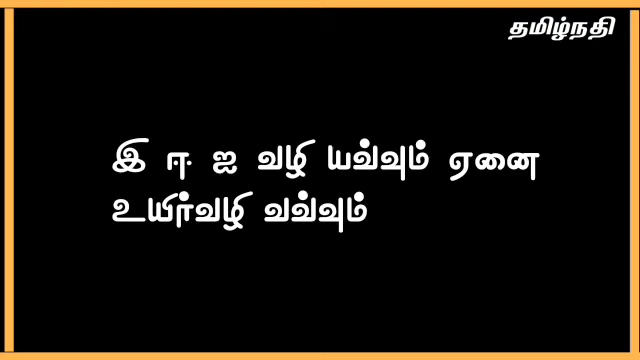 தமிழ்நதி
இ ஈ ஐ வழி யவ்வும் ஏனை
உயிர்வழி வவ்வும்